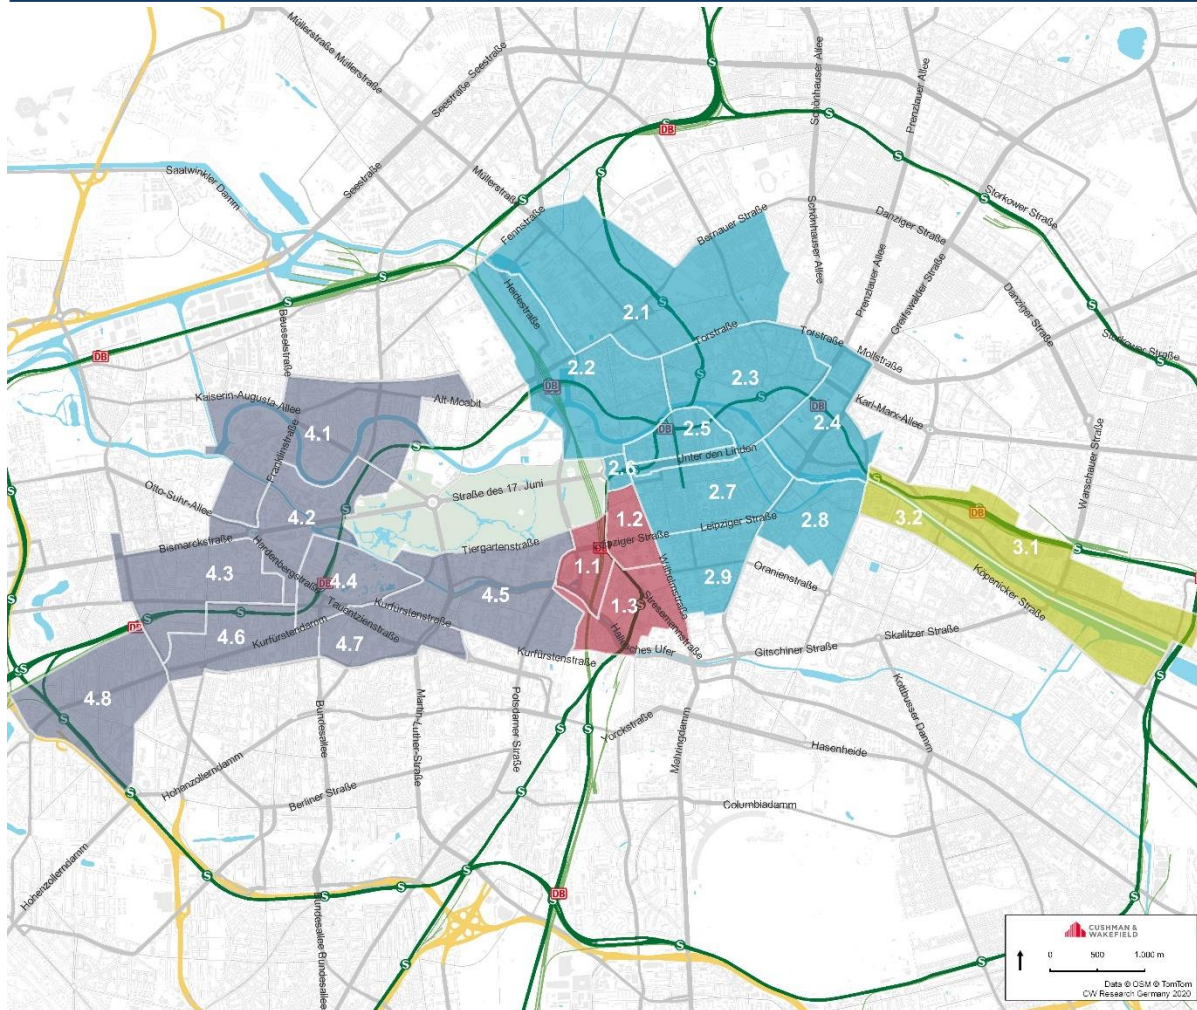 Müllerstraße Müllerstraße
Seestraße
Seestraße
Schönhauser Allee
Prenzlauer Allee
DB
Saatwinkler Damm
Seestraße
Müllerstraße
Fennstraße
Bernauer Straße
Schönhauser Allee
Danziger Straße
Storkower Straße
Prenzlauer Allee
Greifswalder Straße
Danziger Straße
Heidestraße
2.1
Beusselstraße
Torstraße
Torstraße
Mollstraße
Storkower Straße
DB
2.2
2.3
Kaiserin-Augusta-Allee
Alt-Moabit
DB
DB
Karl-Marx-Allee
4.1
Franklinstraße
DB
2.5
2.4
Warschauer Straße
Unter den Linden
2.6
Otto-Suhr-Allee
Straße des 17. Juni
2.7
4.2
1.2
Leipziger Straße
2.8
3.2
DB
Bismarckstraße
Tiergartenstraße
Leipziger Straße
DB
3.1
Hardenbergstraße
4.3
DB
4.4
1.1
Wilhelmstraße
2.9
Oranienstraße
Köpenicker Straße
DB
4.5
Kurfürstenstraße
Tauentzienstraße
1.3
Stresemannstraße
DB
4.6
Kurfürstendamm
4.7
Hallesches Ufer
Skalitzer Straße
Gitschiner Straße
Kurfürstenstraße
4.8
Bundesallee
Martin-Luther-Straße
Potsdamer Straße
Yorckstraße
Mehringdamm
Kottbusser Damm
Hasenheide
Hohenzollerndamm
Berliner Straße
Columbiadamm
Hohenzollerndamm
DB
Bundesallee Bundesallee
CUSHMAN &
WAKEFIELD
0 500 1.000 m
Data © OSM © TomTom
CW Research Germany 2020